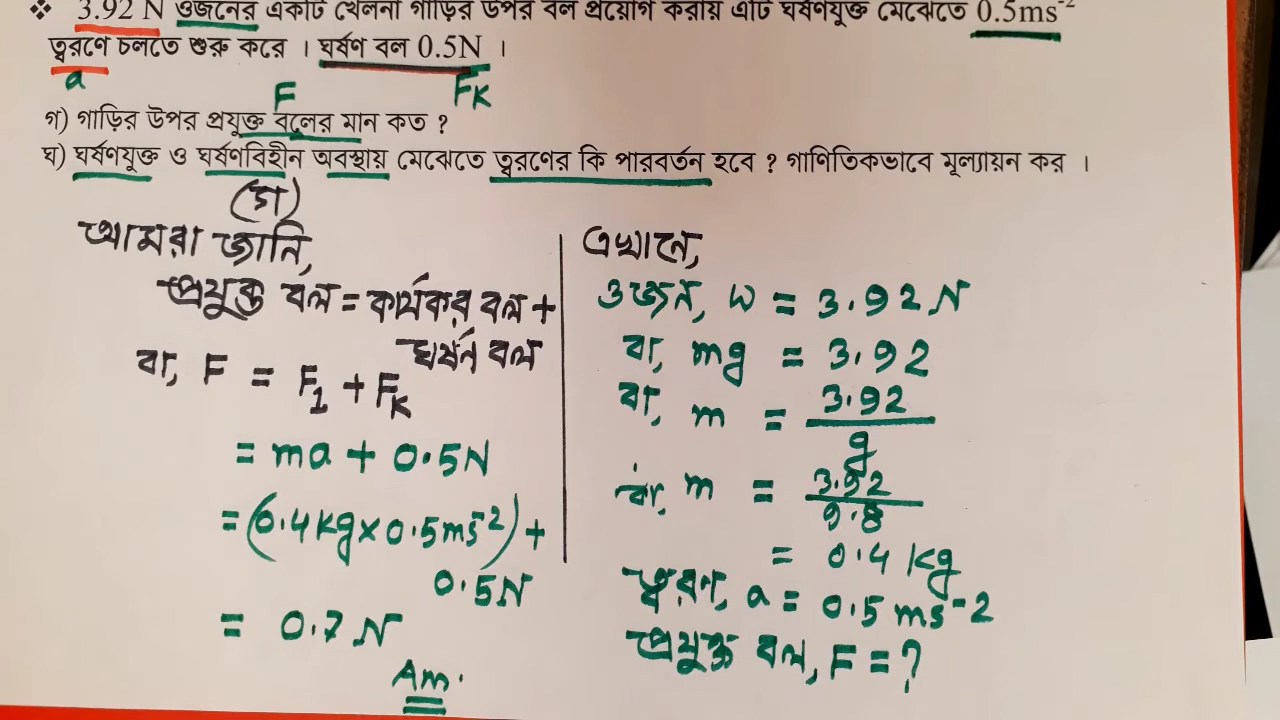 ❖ 3.92 N ওজনের একটি খেলনা গাড়ির উপর বল প্রয়োগ করায় এটি ঘর্ষণযুক্ত মেঝেতে 0.5ms⁻²
ত্বরণে চলতে শুরু করে । ঘর্ষণ বল 0.5N ।
a F Fk
গ) গাড়ির উপর প্রযুক্ত বলের মান কত ?
ঘ) ঘর্ষণযুক্ত ও ঘর্ষণবিহীন অবস্থায় মেঝেতে ত্বরণের কি পারবর্তন হবে ? গাণিতিকভাবে মূল্যায়ন কর ।
(গ)
আমরা জানি,
প্রযুক্ত বল = কার্যকর বল +
ঘর্ষন বল
বা, F = F₁ + Fk
= ma + 0.5N
= (0.4 kg x 0.5ms⁻²) +
0.5N
= 0.7 N
Am.
এখানে,
ওজন, W = 3.92 N
বা, mg = 3.92
বা, m = 3.92
g
বা, m = 3.92
9.8
= 0.4 kg
ত্বরণ, a = 0.5 ms⁻²
প্রযুক্ত বল, F = ?